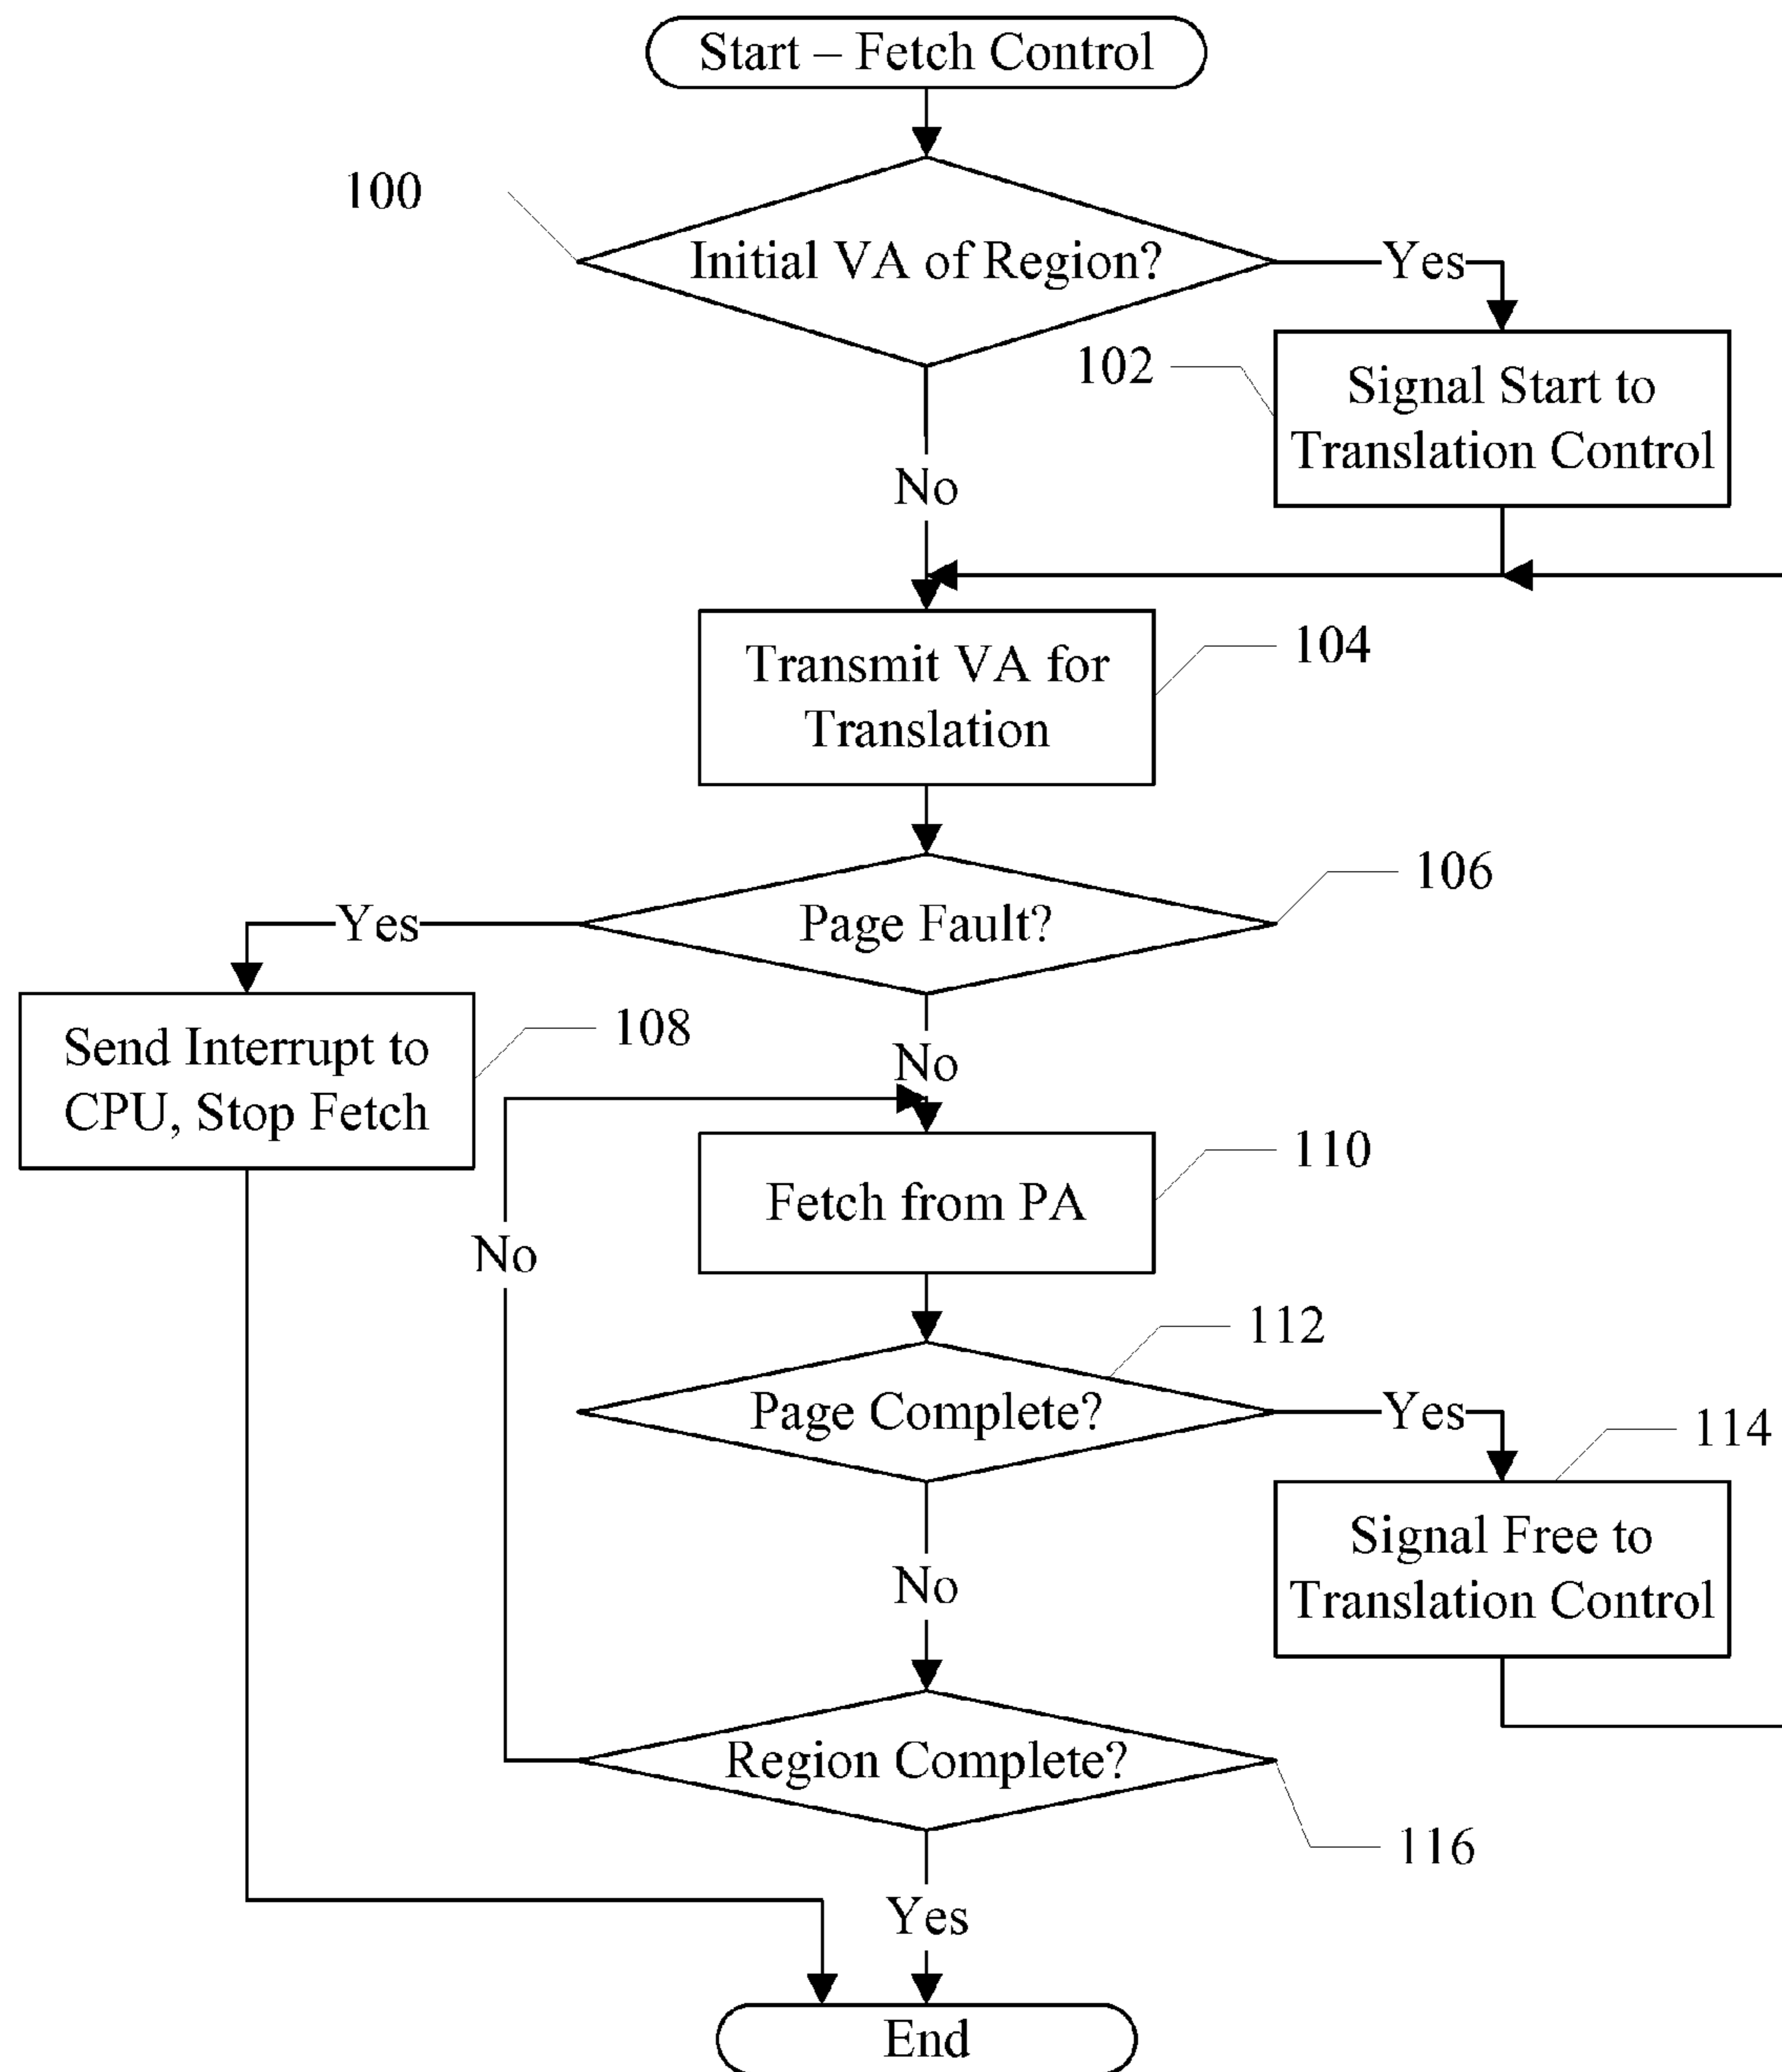 Start – Fetch Control
100
Initial VA of Region?
Yes
102
Signal Start to
Translation Control
No
Transmit VA for
Translation
104
106
Page Fault?
Yes
Send Interrupt to
CPU, Stop Fetch
108
No
Fetch from PA
110
No
112
Page Complete?
Yes
114
Signal Free to
Translation Control
No
Region Complete?
116
Yes
End